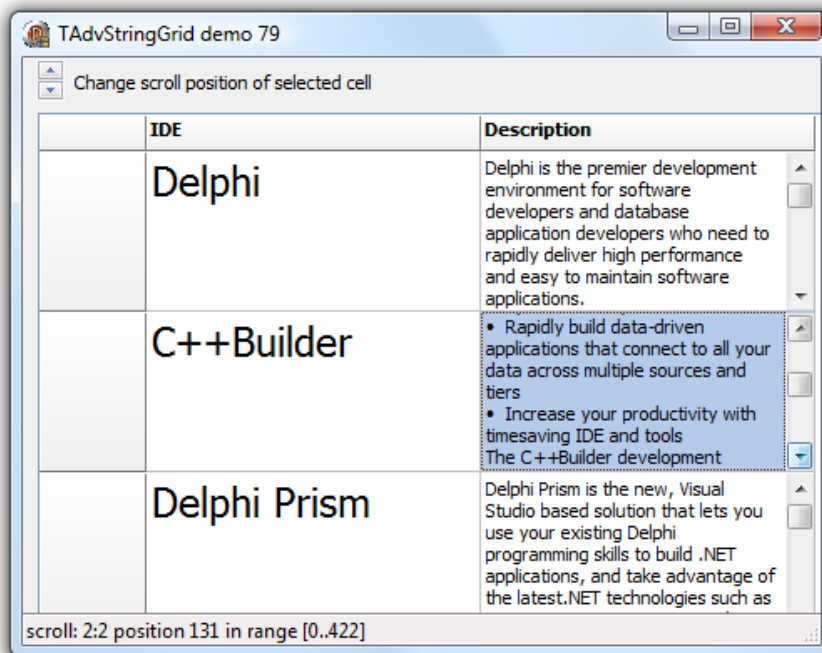 TAdvStringGrid demo 79
Change scroll position of selected cell
IDE
Description
Delphi
Delphi is the premier development
environment for software
developers and database
application developers who need to
rapidly deliver high performance
and easy to maintain software
applications.
C++Builder
• Rapidly build data-driven
applications that connect to all your
data across multiple sources and
tiers
• Increase your productivity with
timesaving IDE and tools
The C++Builder development
Delphi Prism
Delphi Prism is the new, Visual
Studio based solution that lets you
use your existing Delphi
programming skills to build .NET
applications, and take advantage of
the latest.NET technologies such as
scroll: 2:2 position 131 in range [0..422]